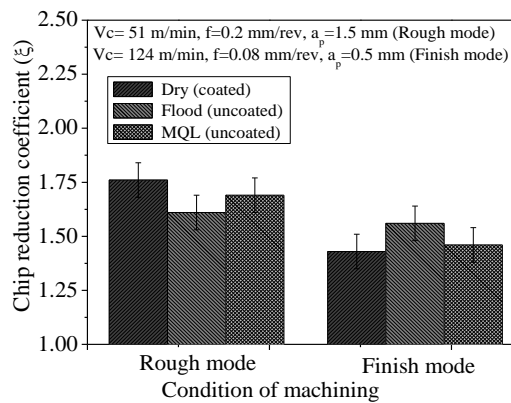 Vc= 51 m/min, f=0.2 mm/rev, ap=1.5 mm (Rough mode)
Vc= 124 m/min, f=0.08 mm/rev, ap=0.5 mm (Finish mode)
Dry (coated)
Flood (uncoated)
MQL (uncoated)
Chip reduction coefficient (ξ)
2.50
2.25
2.00
1.75
1.50
1.25
1.00
Rough mode
Finish mode
Condition of machining